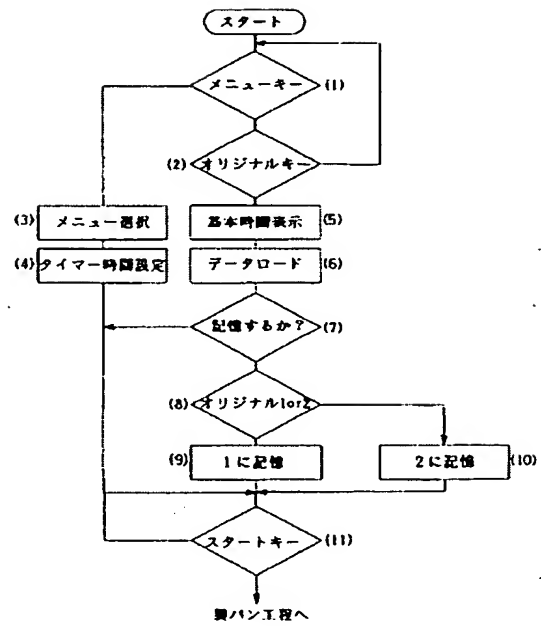 スタート
メニューキー (1)
(2) オリジナルキー
(3) メニュー選択 基本時間表示 (5)
(4) タイマー時間設定 データロード (6)
記憶するか? (7)
(8) オリジナル1or2
(9) 1に記憶 2に記憶 (10)
スタートキー (11)
製パン工程へ